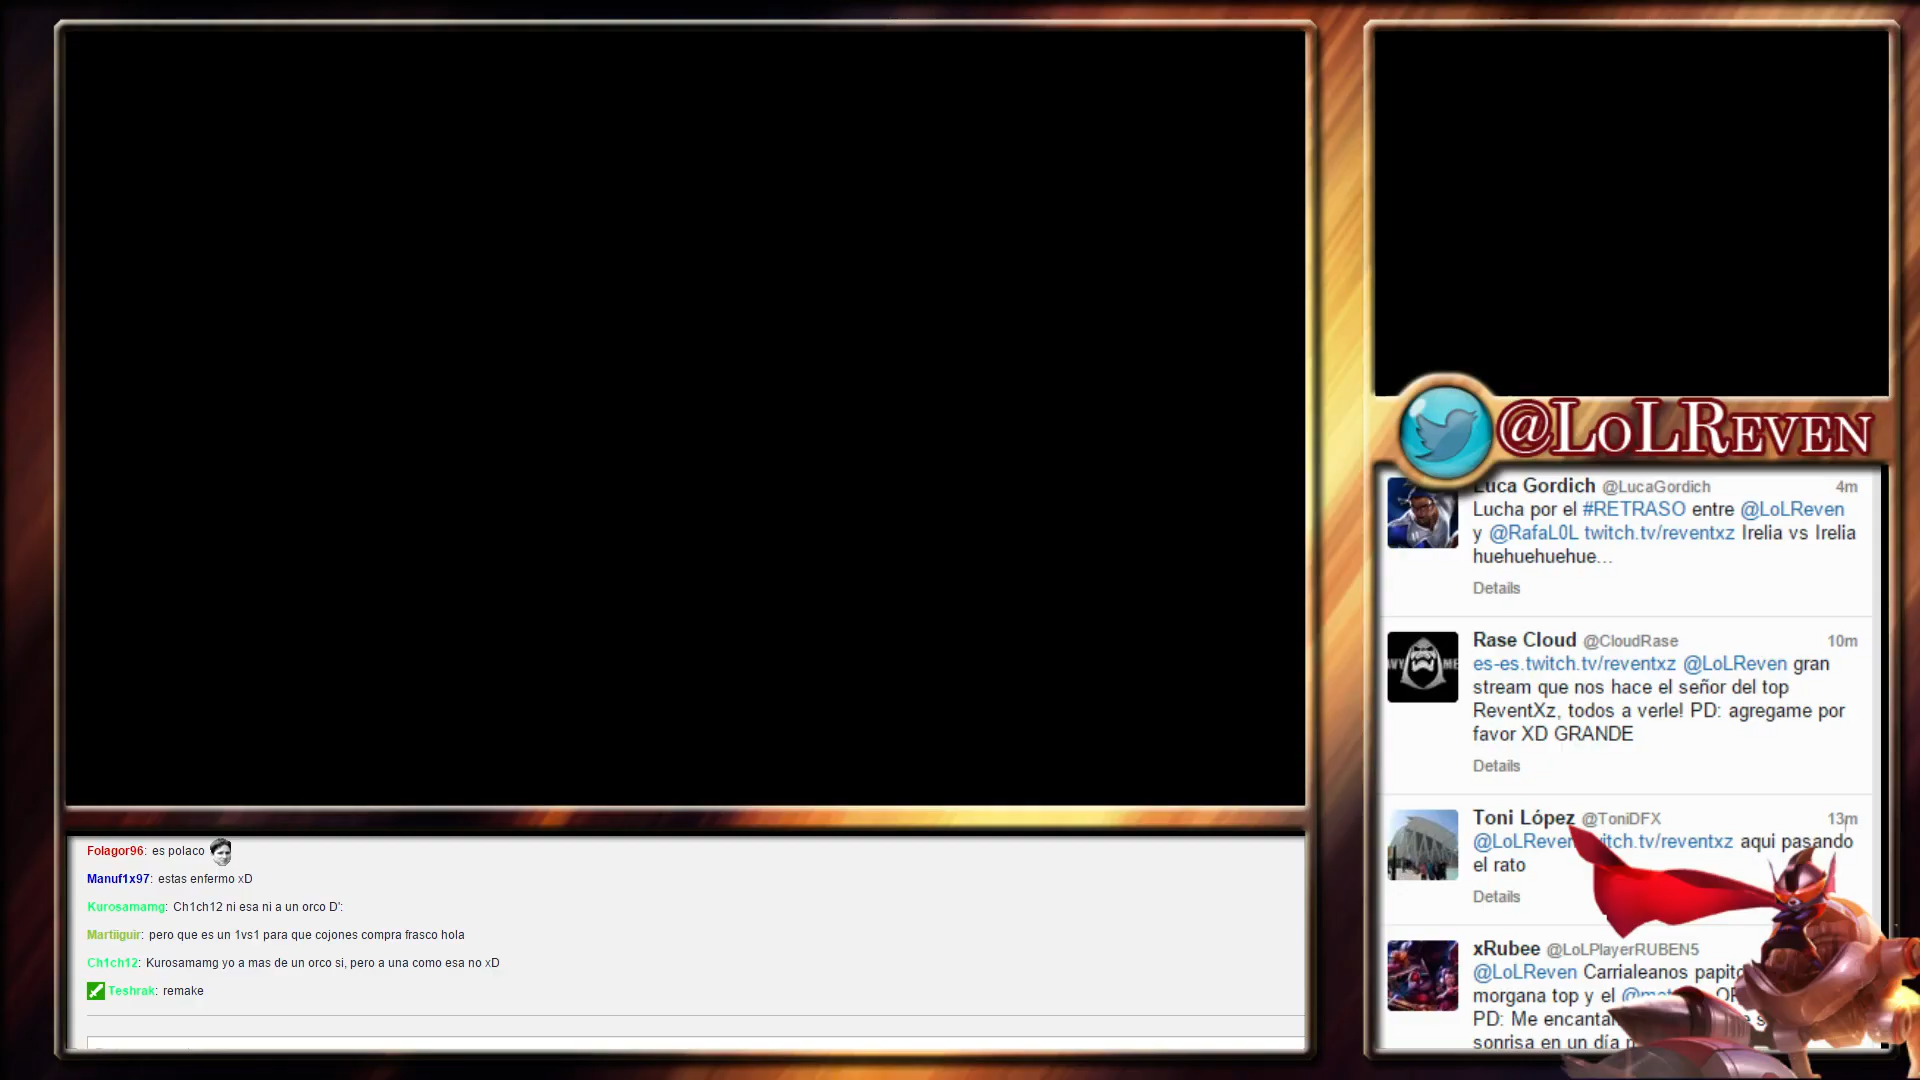 @LoLReven
Luca Gordich @LucaGordich 4m
Lucha por el #RETRASO entre @LoLReven
y @RafaL0L twitch.tv/reventxz Irelia vs Irelia
huehuehuehue...
Details
Rase Cloud @CloudRase 10m
es-es.twitch.tv/reventxz @LoLReven gran
stream que nos hace el señor del top
ReventXz, todos a verle! PD: agregame por
favor XD GRANDE
Details
Toni López @ToniDFX 13m
@LoLReven twitch.tv/reventxz aqui pasando
el rato
Details
xRubee @LoLPlayerRUBEN5
@LoLReven Carrialeanos papito
morgana top y el
PD: Me encantan
sonrisa en un día
Folagor96: es polaco
Manuf1x97: estas enfermo xD
Kurosamamg: Ch1ch12 ni esa ni a un orco D':
Martiiguir: pero que es un 1vs1 para que cojones compra frasco hola
Ch1ch12: Kurosamamg yo a mas de un orco si, pero a una como esa no xD
Teshrak: remake